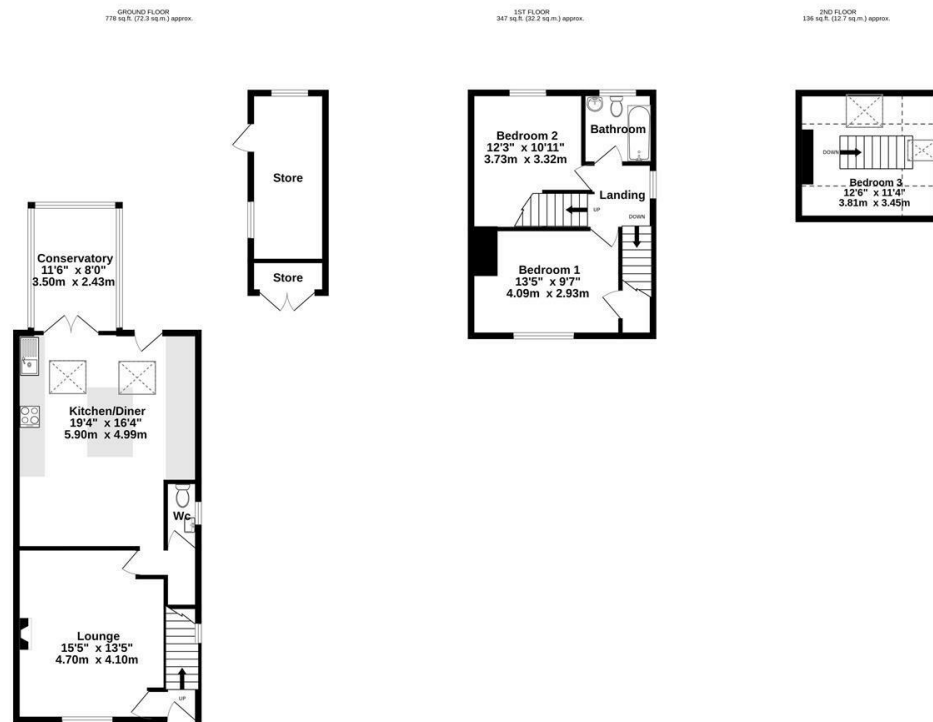 GROUND FLOOR
778 sq.ft. (72.3 sq.m.) approx.
1ST FLOOR
347 sq.ft. (32.2 sq.m.) approx.
2ND FLOOR
136 sq.ft. (12.7 sq.m.) approx.
Store
Store
Conservatory
11'6" x 8'0"
3.50m x 2.43m
Kitchen/Diner
19'4" x 16'4"
5.90m x 4.99m
Wc
Lounge
15'5" x 13'5"
4.70m x 4.10m
UP
Bedroom 2
12'3" x 10'11"
3.73m x 3.32m
Bathroom
Landing
UP
DOWN
Bedroom 1
13'5" x 9'7"
4.09m x 2.93m
DOWN
Bedroom 3
12'6" x 11'4"
3.81m x 3.45m